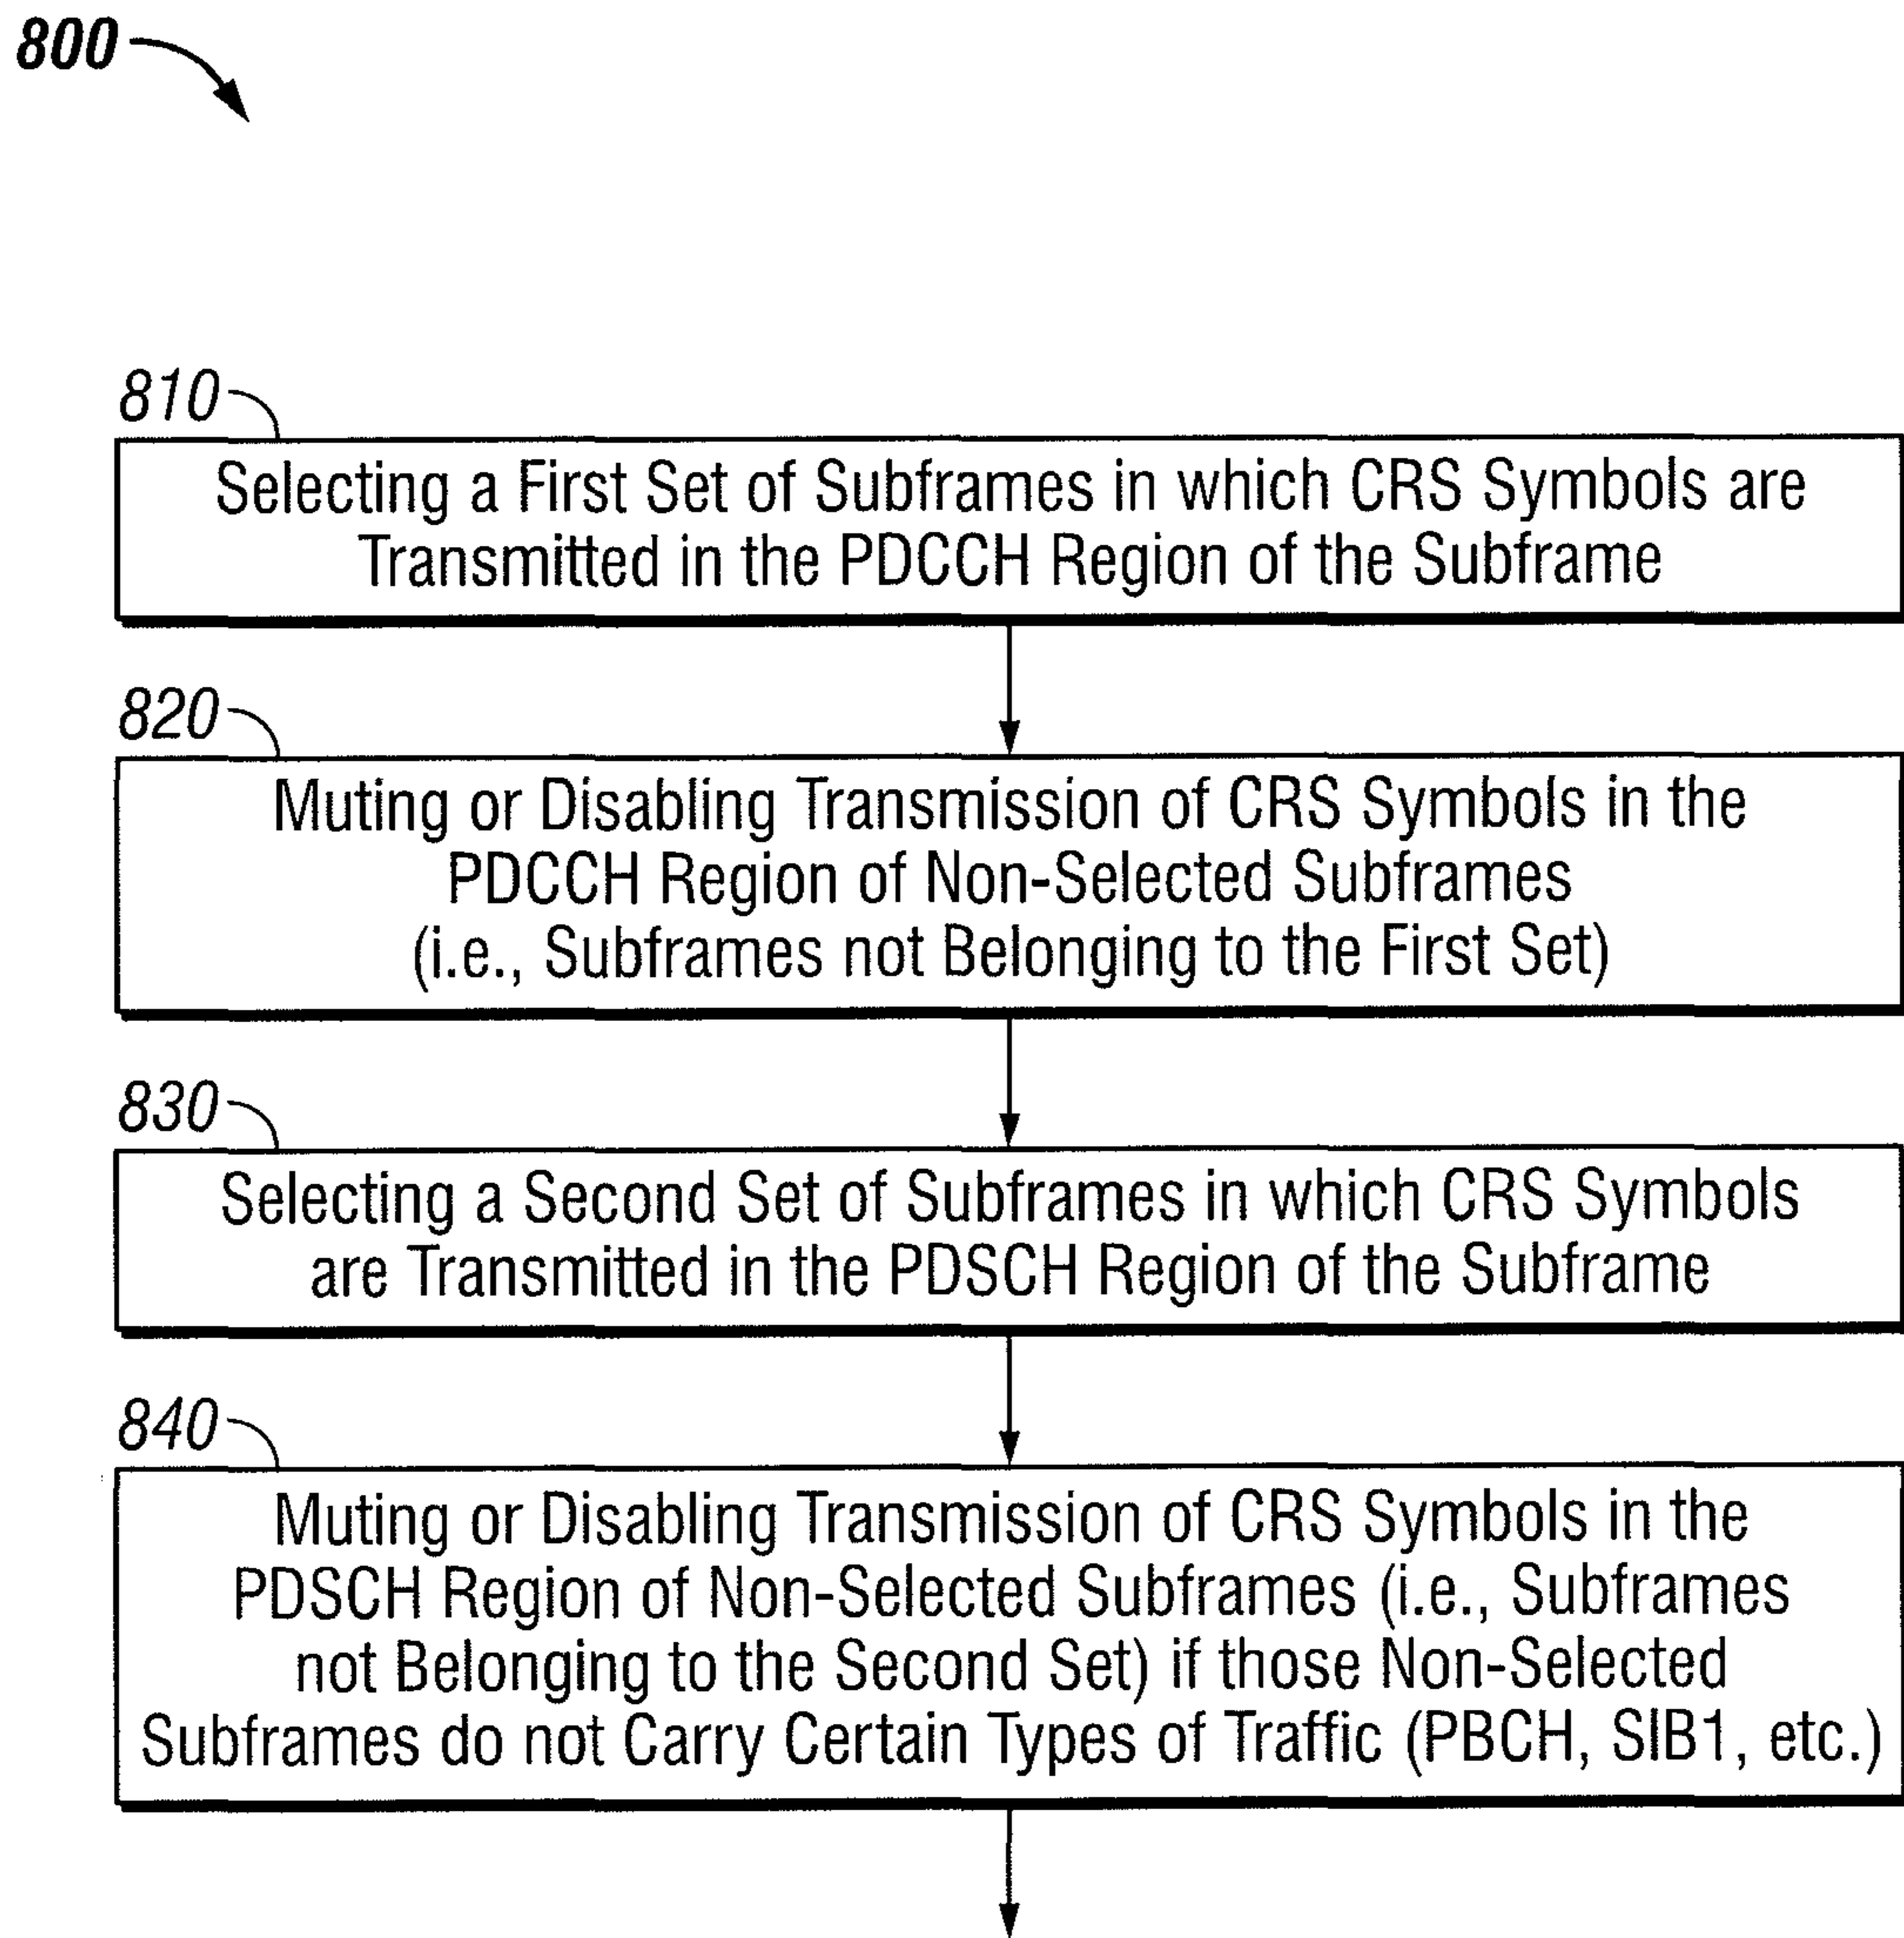 800
810
Selecting a First Set of Subframes in which CRS Symbols are
Transmitted in the PDCCH Region of the Subframe
820
Muting or Disabling Transmission of CRS Symbols in the
PDCCH Region of Non-Selected Subframes
(i.e., Subframes not Belonging to the First Set)
830
Selecting a Second Set of Subframes in which CRS Symbols
are Transmitted in the PDSCH Region of the Subframe
840
Muting or Disabling Transmission of CRS Symbols in the
PDSCH Region of Non-Selected Subframes (i.e., Subframes
not Belonging to the Second Set) if those Non-Selected
Subframes do not Carry Certain Types of Traffic (PBCH, SIB1, etc.)